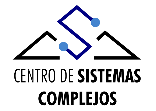 CENTRO DE SISTEMAS
COMPLEJOS